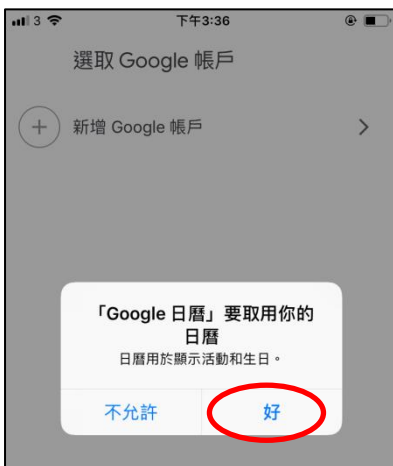 3 下午3:36
選取 Google 帳戶
新增 Google 帳戶
「Google 日曆」要取用你的
日曆
日曆用於顯示活動和生日。
不允許 好